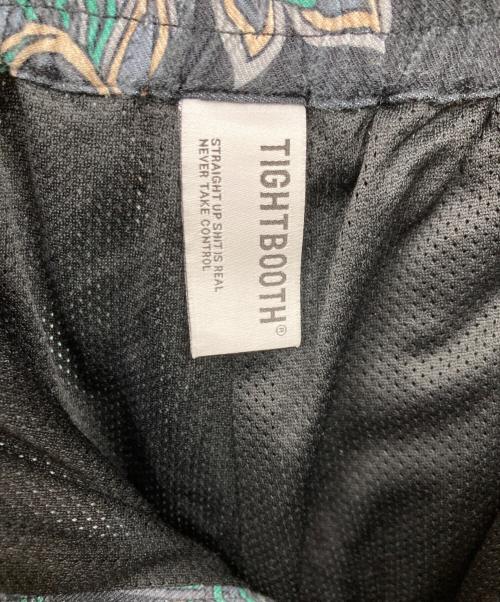 TIGHTBOOTH®
STRAIGHT UP SHIT IS REAL
NEVER TAKE CONTROL